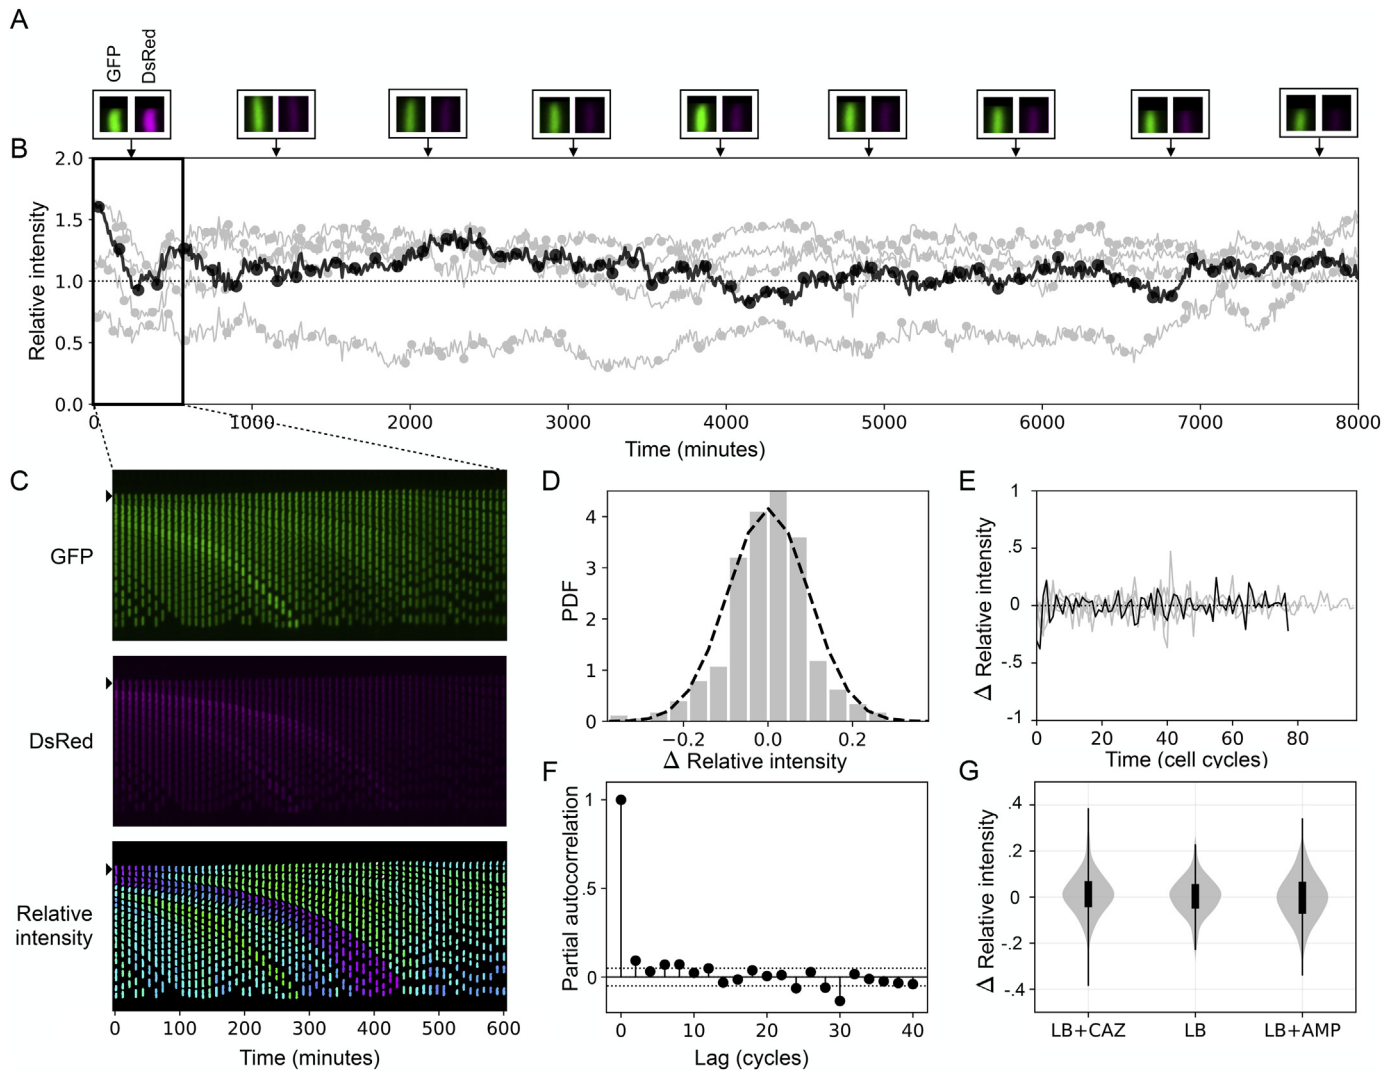 A
GFP
DsRed
B
2.0
1.5
1.0
0.5
0.0
Relative intensity
0
1000
2000
3000
4000
5000
6000
7000
8000
Time (minutes)
C
GFP
DsRed
Relative
intensity
0
100
200
300
400
500
600
Time (minutes)
D
4
3
2
1
0
PDF
−0.2
0.0
0.2
Δ Relative intensity
E
1
.5
0
-.5
-1
Δ Relative intensity
0
20
40
60
80
Time (cell cycles)
F
1
.5
0
Partial autocorrelation
0
10
20
30
40
Lag (cycles)
G
.4
.2
0
-.2
-.4
Δ Relative intensity
LB+CAZ
LB
LB+AMP